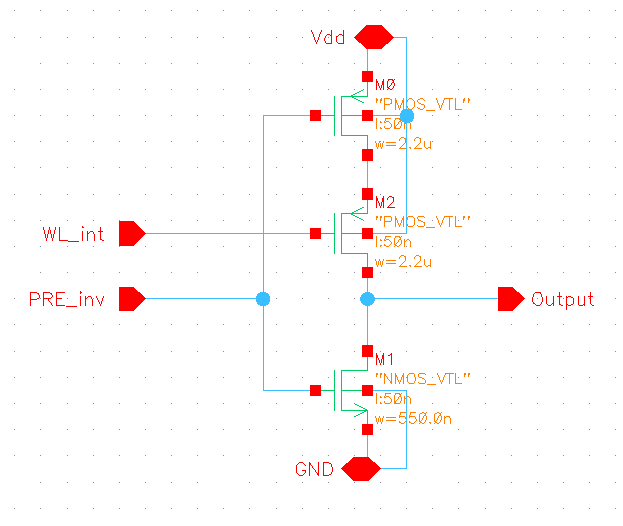 Vdd
M0
"PMOS_VTL"
l:50n
w=2.2u
M2
"PMOS_VTL"
l:50n
w=2.2u
WL_int
PRE_inv
Output
M1
"NMOS_VTL"
l:50n
w=550.0n
GND